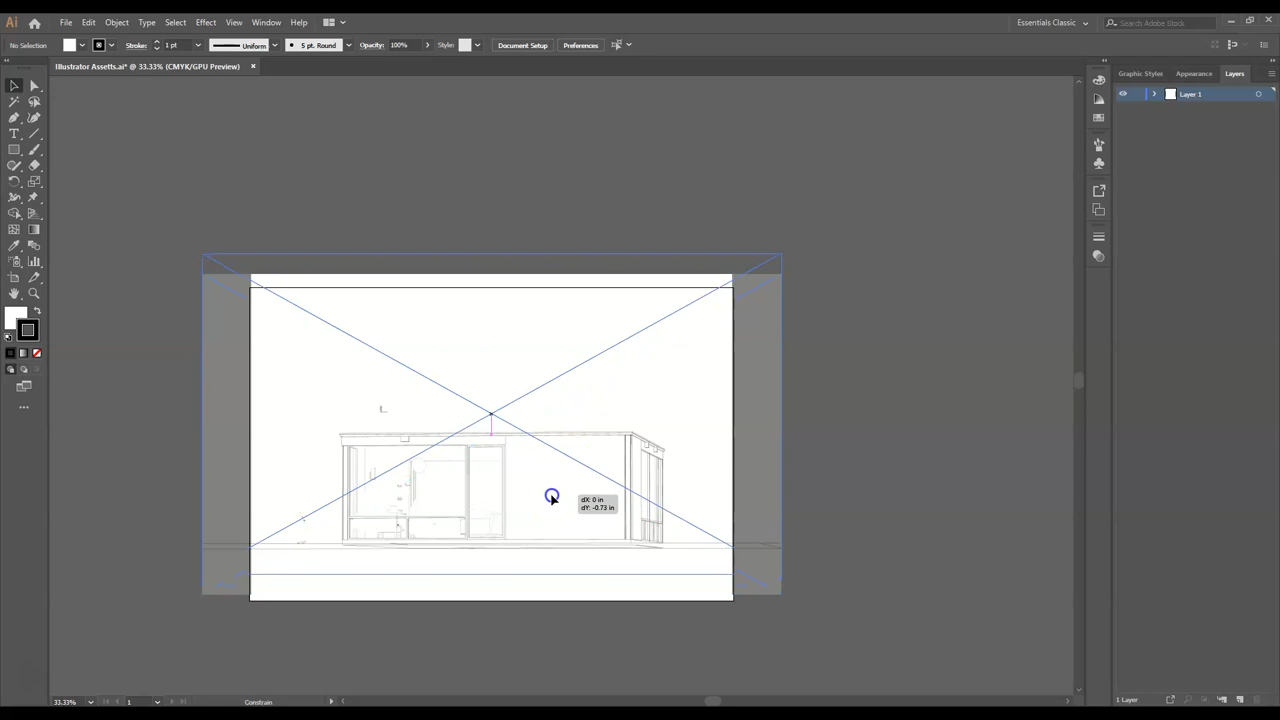 Ai File Edit Object Type Select Effect View Window Help Essentials Classic Search Adobe Stock
No Selection Stroke: 1 pt Uniform 5 pt. Round Opacity: 100% Style: Document Setup Preferences
Illustrator Assetts.ai* @ 33.33% (CMYK/GPU Preview) Graphic Styles Appearance Layers
Layer 1
dX: 0 in
dY: -0.73 in
33.33% 1 Constrain 1 Layer